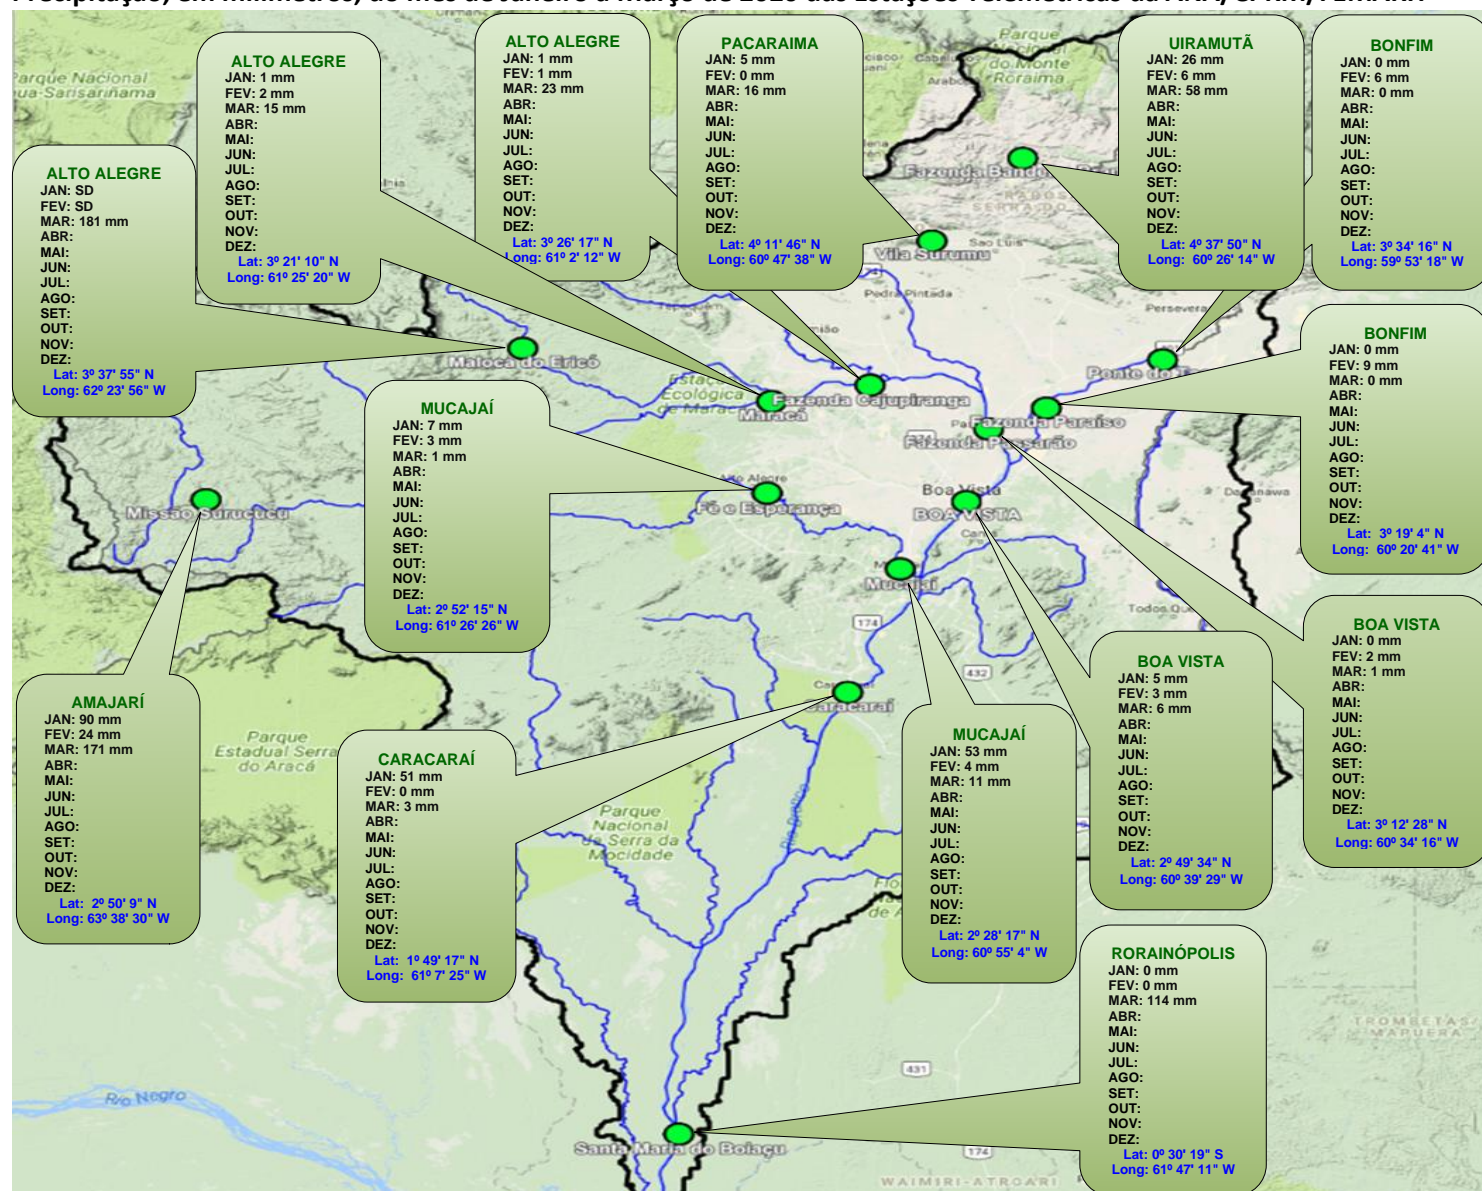 ALTO ALEGRE
JAN: 1 mm
FEV: 2 mm
MAR: 15 mm
ABR:
MAI:
JUN:
JUL:
AGO:
SET:
OUT:
NOV:
DEZ:
Lat: 3º 21' 10" N
Long: 61º 25' 20" W
ALTO ALEGRE
JAN: 1 mm
FEV: 1 mm
MAR: 23 mm
ABR:
MAI:
JUN:
JUL:
AGO:
SET:
OUT:
NOV:
DEZ:
Lat: 3º 26' 17" N
Long: 61º 2' 12" W
PACARAIMA
JAN: 5 mm
FEV: 0 mm
MAR: 16 mm
ABR:
MAI:
JUN:
JUL:
AGO:
SET:
OUT:
NOV:
DEZ:
Lat: 4º 11' 46" N
Long: 60º 47' 38" W
UIRAMUTÃ
JAN: 26 mm
FEV: 6 mm
MAR: 58 mm
ABR:
MAI:
JUN:
JUL:
AGO:
SET:
OUT:
NOV:
DEZ:
Lat: 4º 37' 50" N
Long: 60º 26' 14" W
BONFIM
JAN: 0 mm
FEV: 6 mm
MAR: 0 mm
ABR:
MAI:
JUN:
JUL:
AGO:
SET:
OUT:
NOV:
DEZ:
Lat: 3º 34' 16" N
Long: 59º 53' 18" W
ALTO ALEGRE
JAN: SD
FEV: SD
MAR: 181 mm
ABR:
MAI:
JUN:
JUL:
AGO:
SET:
OUT:
NOV:
DEZ:
Lat: 3º 37' 55" N
Long: 62º 23' 56" W
BONFIM
JAN: 0 mm
FEV: 9 mm
MAR: 0 mm
ABR:
MAI:
JUN:
JUL:
AGO:
SET:
OUT:
NOV:
DEZ:
Lat: 3º 19' 4" N
Long: 60º 20' 41" W
MUCAJAÍ
JAN: 7 mm
FEV: 3 mm
MAR: 1 mm
ABR:
MAI:
JUN:
JUL:
AGO:
SET:
OUT:
NOV:
DEZ:
Lat: 2º 52' 15" N
Long: 61º 26' 26" W
BOA VISTA
JAN: 0 mm
FEV: 2 mm
MAR: 1 mm
ABR:
MAI:
JUN:
JUL:
AGO:
SET:
OUT:
NOV:
DEZ:
Lat: 3º 12' 28" N
Long: 60º 34' 16" W
BOA VISTA
JAN: 5 mm
FEV: 3 mm
MAR: 6 mm
ABR:
MAI:
JUN:
JUL:
AGO:
SET:
OUT:
NOV:
DEZ:
Lat: 2º 49' 34" N
Long: 60º 39' 29" W
AMAJARÍ
JAN: 90 mm
FEV: 24 mm
MAR: 171 mm
ABR:
MAI:
JUN:
JUL:
AGO:
SET:
OUT:
NOV:
DEZ:
Lat: 2º 50' 9" N
Long: 63º 38' 30" W
CARACARAÍ
JAN: 51 mm
FEV: 0 mm
MAR: 3 mm
ABR:
MAI:
JUN:
JUL:
AGO:
SET:
OUT:
NOV:
DEZ:
Lat: 1º 49' 17" N
Long: 61º 7' 25" W
MUCAJAÍ
JAN: 53 mm
FEV: 4 mm
MAR: 11 mm
ABR:
MAI:
JUN:
JUL:
AGO:
SET:
OUT:
NOV:
DEZ:
Lat: 2º 28' 17" N
Long: 60º 55' 4" W
RORAINÓPOLIS
JAN: 0 mm
FEV: 0 mm
MAR: 114 mm
ABR:
MAI:
JUN:
JUL:
AGO:
SET:
OUT:
NOV:
DEZ:
Lat: 0º 30' 19" S
Long: 61º 47' 11" W
Parque Nacional
Parque
do Monte
Roraima
Vila Surumu
Sao Luis
Pedra Pintada
Maloca do Ericó
Ecológica
Maracá
Fazenda Cajupiranga
Fazenda Paraíso
Fazenda Passarão
Ponte do
Missão Surucucu
Fé e Esperança
Boa Vista
BOA VISTA
Mucajaí
174
432
Caracaraí
Parque
Estadual Serra
do Aracá
Parque
Nacional
da Serra da
Mocidade
Rio Branco
Rio Negro
431
174
Santa Maria do Boiaçu
TROMBETAS/
MAPUERA
WAIMIRI-ATROARI